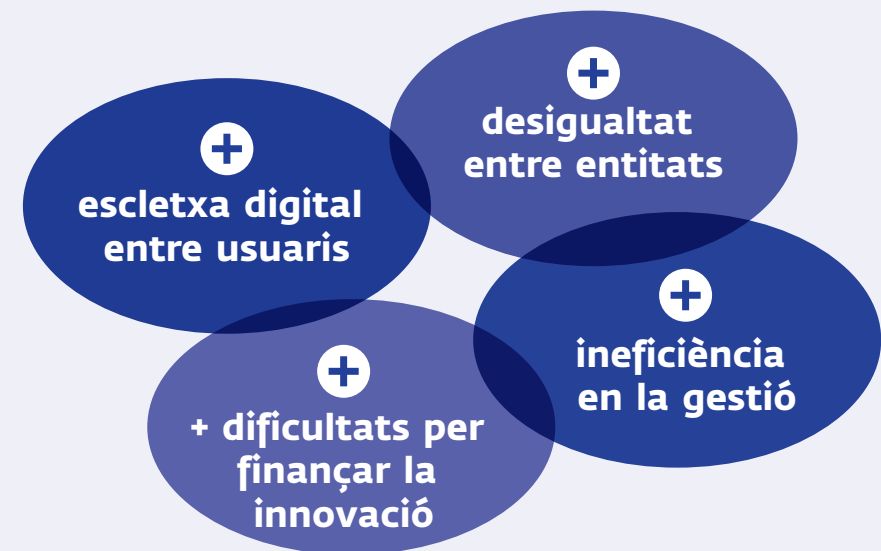 +
escletxa digital
entre usuaris
+
desigualtat
entre entitats
+
+ dificultats per
finançar la
innovació
+
ineficiència
en la gestió